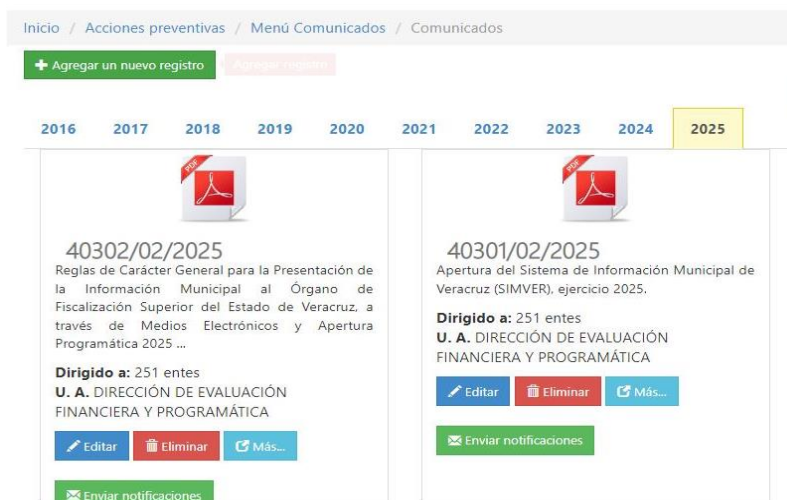 Inicio / Acciones preventivas / Menú Comunicados / Comunicados
Agregar un nuevo registro
Agregar registro
2016 2017 2018 2019 2020 2021 2022 2023 2024 2025
PDF
40302/02/2025
Reglas de Carácter General para la Presentación de
la Información Municipal al Órgano de
Fiscalización Superior del Estado de Veracruz, a
través de Medios Electrónicos y Apertura
Programática 2025 ...
Dirigido a: 251 entes
U. A. DIRECCIÓN DE EVALUACIÓN
FINANCIERA Y PROGRAMÁTICA
Editar Eliminar Más...
Enviar notificaciones
PDF
40301/02/2025
Apertura del Sistema de Información Municipal de
Veracruz (SIMVER), ejercicio 2025.
Dirigido a: 251 entes
U. A. DIRECCIÓN DE EVALUACIÓN
FINANCIERA Y PROGRAMÁTICA
Editar Eliminar Más...
Enviar notificaciones